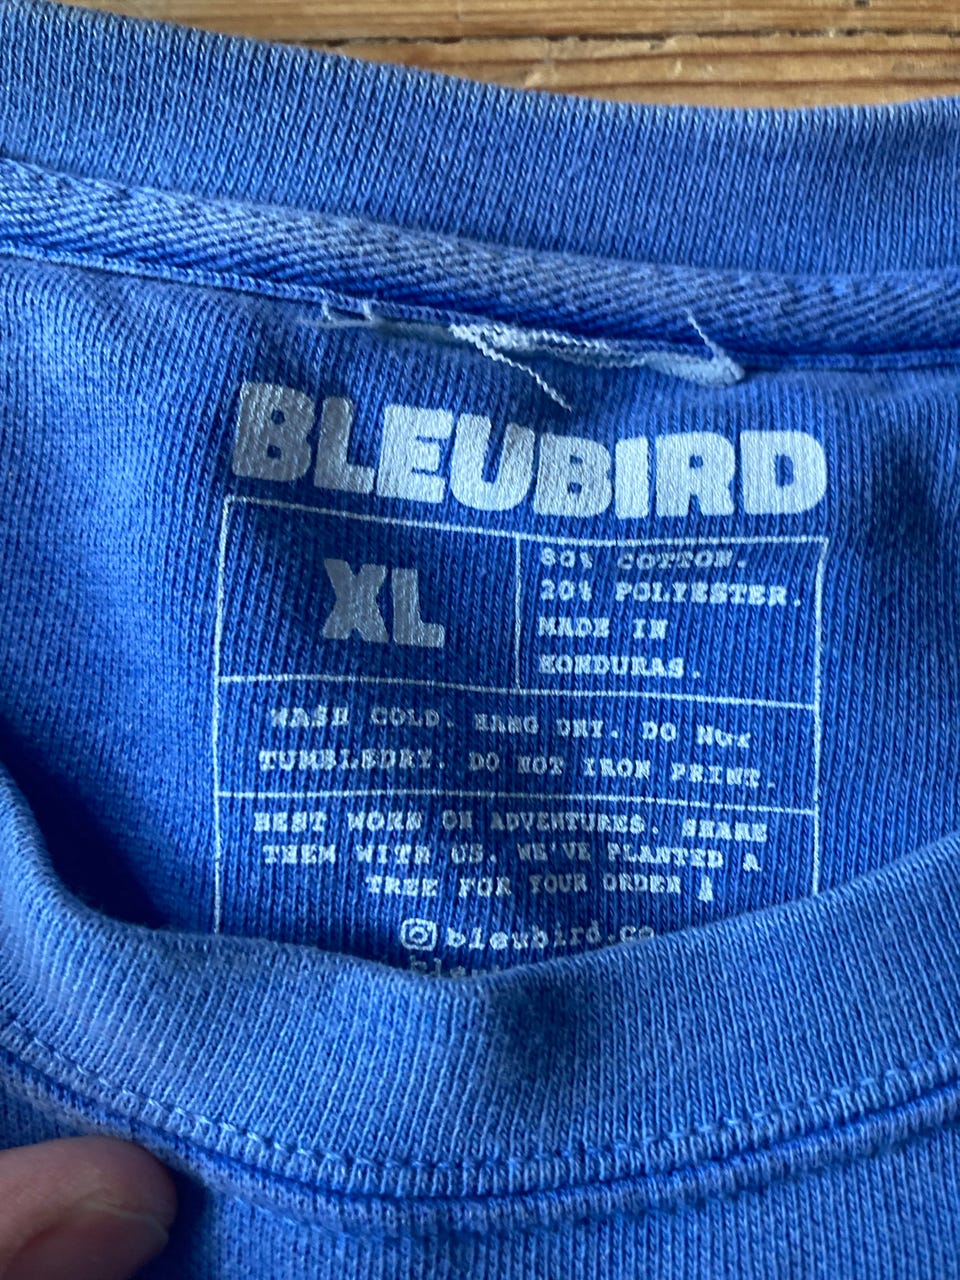 BLEUBIRD
XL
80% COTTON.
20% POLYESTER.
MADE IN
HONDURAS.
WASH COLD. HANG DRY. DO NOT
TUMBLEDRY. DO NOT IRON PRINT.
BEST WORN ON ADVENTURES. SHARE
THEM WITH US. WE'VE PLANTED A
TREE FOR YOUR ORDER
bleubird.co